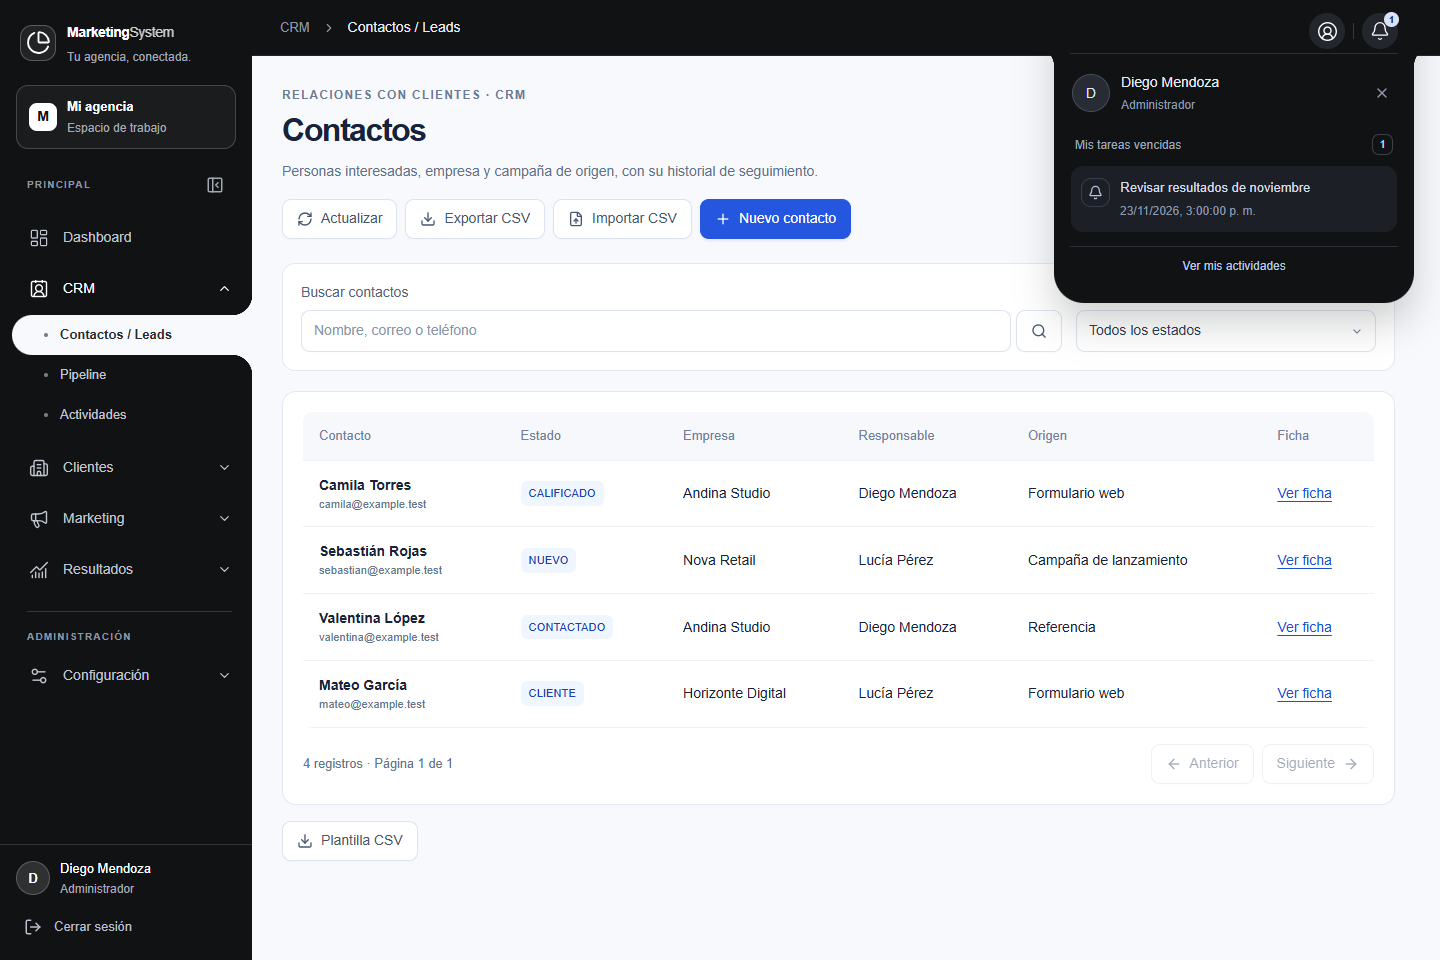 MarketingSystem
Tu agencia, conectada.
M
Mi agencia
Espacio de trabajo
PRINCIPAL
Dashboard
CRM
Contactos / Leads
Pipeline
Actividades
Clientes
Marketing
Resultados
ADMINISTRACIÓN
Configuración
D
Diego Mendoza
Administrador
Cerrar sesión
CRM > Contactos / Leads
1
RELACIONES CON CLIENTES · CRM
Contactos
Personas interesadas, empresa y campaña de origen, con su historial de seguimiento.
Actualizar
Exportar CSV
Importar CSV
Nuevo contacto
D
Diego Mendoza
Administrador
Mis tareas vencidas
1
Revisar resultados de noviembre
23/11/2026, 3:00:00 p. m.
Ver mis actividades
Buscar contactos
Nombre, correo o teléfono
Todos los estados
Contacto Estado Empresa Responsable Origen Ficha
Camila Torres
camila@example.test
CALIFICADO Andina Studio Diego Mendoza Formulario web Ver ficha
Sebastián Rojas
sebastian@example.test
NUEVO Nova Retail Lucía Pérez Campaña de lanzamiento Ver ficha
Valentina López
valentina@example.test
CONTACTADO Andina Studio Diego Mendoza Referencia Ver ficha
Mateo García
mateo@example.test
CLIENTE Horizonte Digital Lucía Pérez Formulario web Ver ficha
4 registros · Página 1 de 1
Anterior
Siguiente
Plantilla CSV